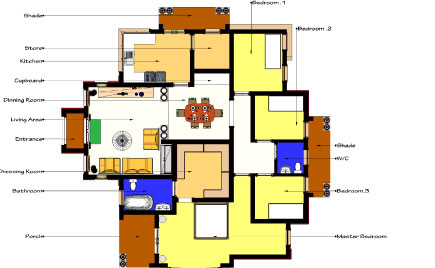 Shade
Store
Kitchen
Cupboard
Dinning Room
Living Area
Entrance
Dressing Room
Bathroom
Porch
Bedroom .1
Bedroom .2
Shade
W/C
Bedroom.3
Master Bedroom